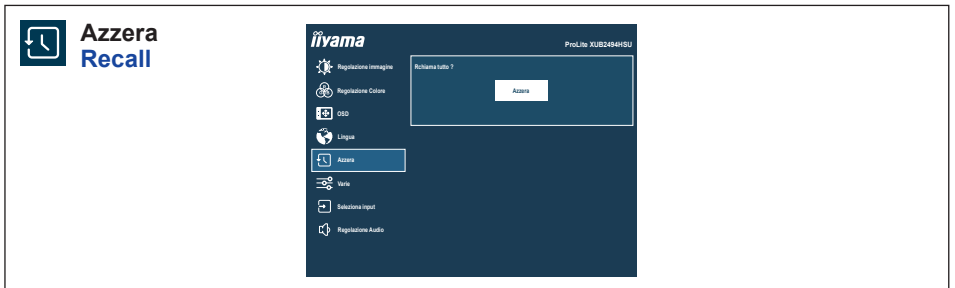 Azzera
Recall
iiyama
ProLite XUB2494HSU
Regolazione Immagine
Richiama tutto ?
Regolazione Colore
Azzera
OSD
Lingua
Azzera
Varie
Seleziona input
Regolazione Audio